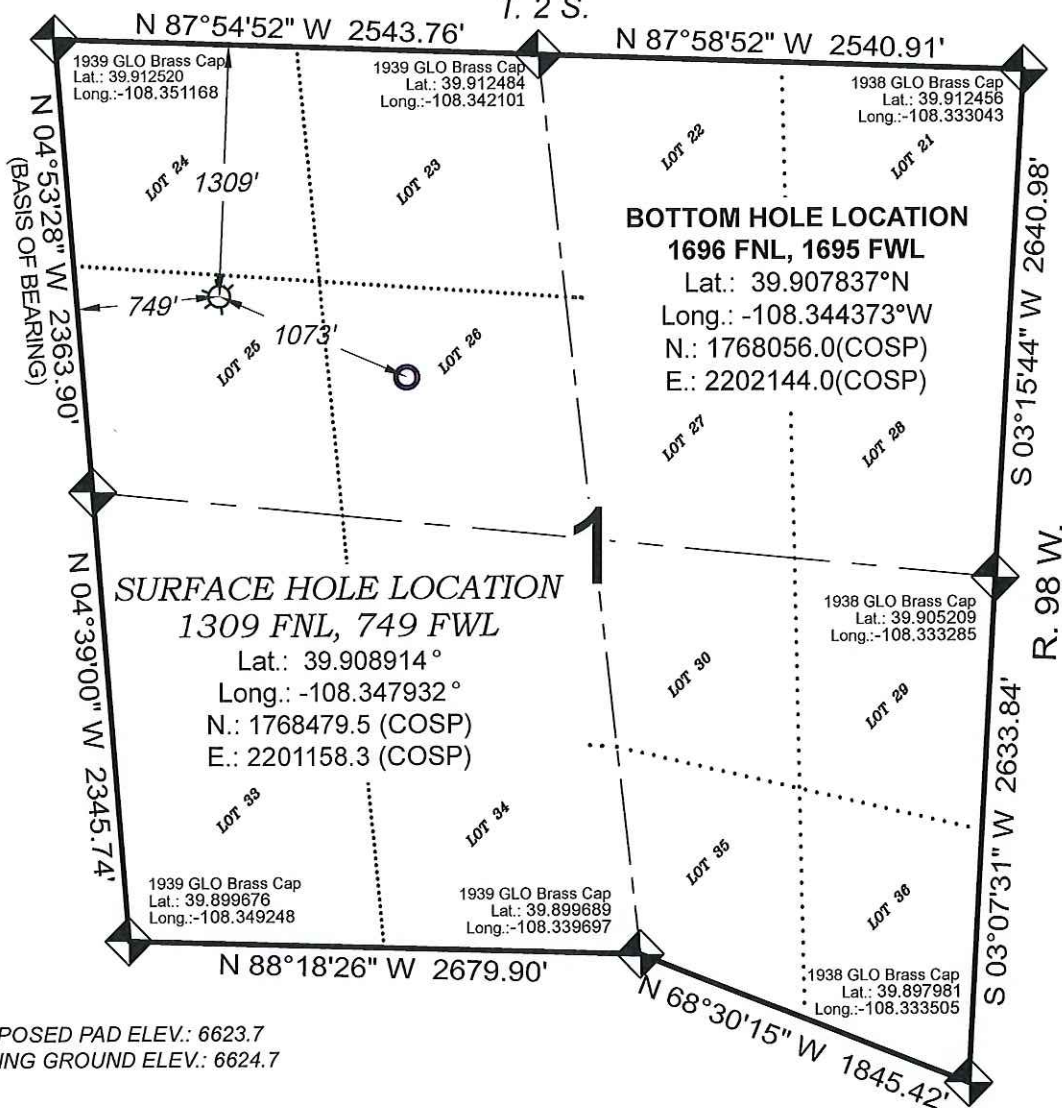 T. 2 S.
N 87°54'52" W 2543.76'
N 87°58'52" W 2540.91'
1939 GLO Brass Cap
Lat.: 39.912520
Long.:-108.351168
1939 GLO Brass Cap
Lat.: 39.912484
Long.:-108.342101
1938 GLO Brass Cap
Lat.: 39.912456
Long.:-108.333043
N 04°53'28" W 2363.90'
(BASIS OF BEARING)
LOT 24
1309'
LOT 23
LOT 22
LOT 21
S 03°15'44" W 2640.98'
BOTTOM HOLE LOCATION
1696 FNL, 1695 FWL
Lat.: 39.907837°N
Long.: -108.344373°W
N.: 1768056.0(COSP)
E.: 2202144.0(COSP)
749'
1073'
LOT 25
LOT 26
LOT 27
LOT 28
1
R. 98 W.
N 04°39'00" W 2345.74'
SURFACE HOLE LOCATION
1309 FNL, 749 FWL
Lat.: 39.908914°
Long.: -108.347932°
N.: 1768479.5 (COSP)
E.: 2201158.3 (COSP)
1938 GLO Brass Cap
Lat.: 39.905209
Long.:-108.333285
LOT 30
LOT 29
S 03°07'31" W 2633.84'
LOT 33
LOT 34
LOT 35
LOT 36
1939 GLO Brass Cap
Lat.: 39.899676
Long.:-108.349248
1939 GLO Brass Cap
Lat.: 39.899689
Long.:-108.339697
1938 GLO Brass Cap
Lat.: 39.897981
Long.:-108.333505
N 88°18'26" W 2679.90'
N 68°30'15" W 1845.42'
POSED PAD ELEV.: 6623.7
ING GROUND ELEV.: 6624.7